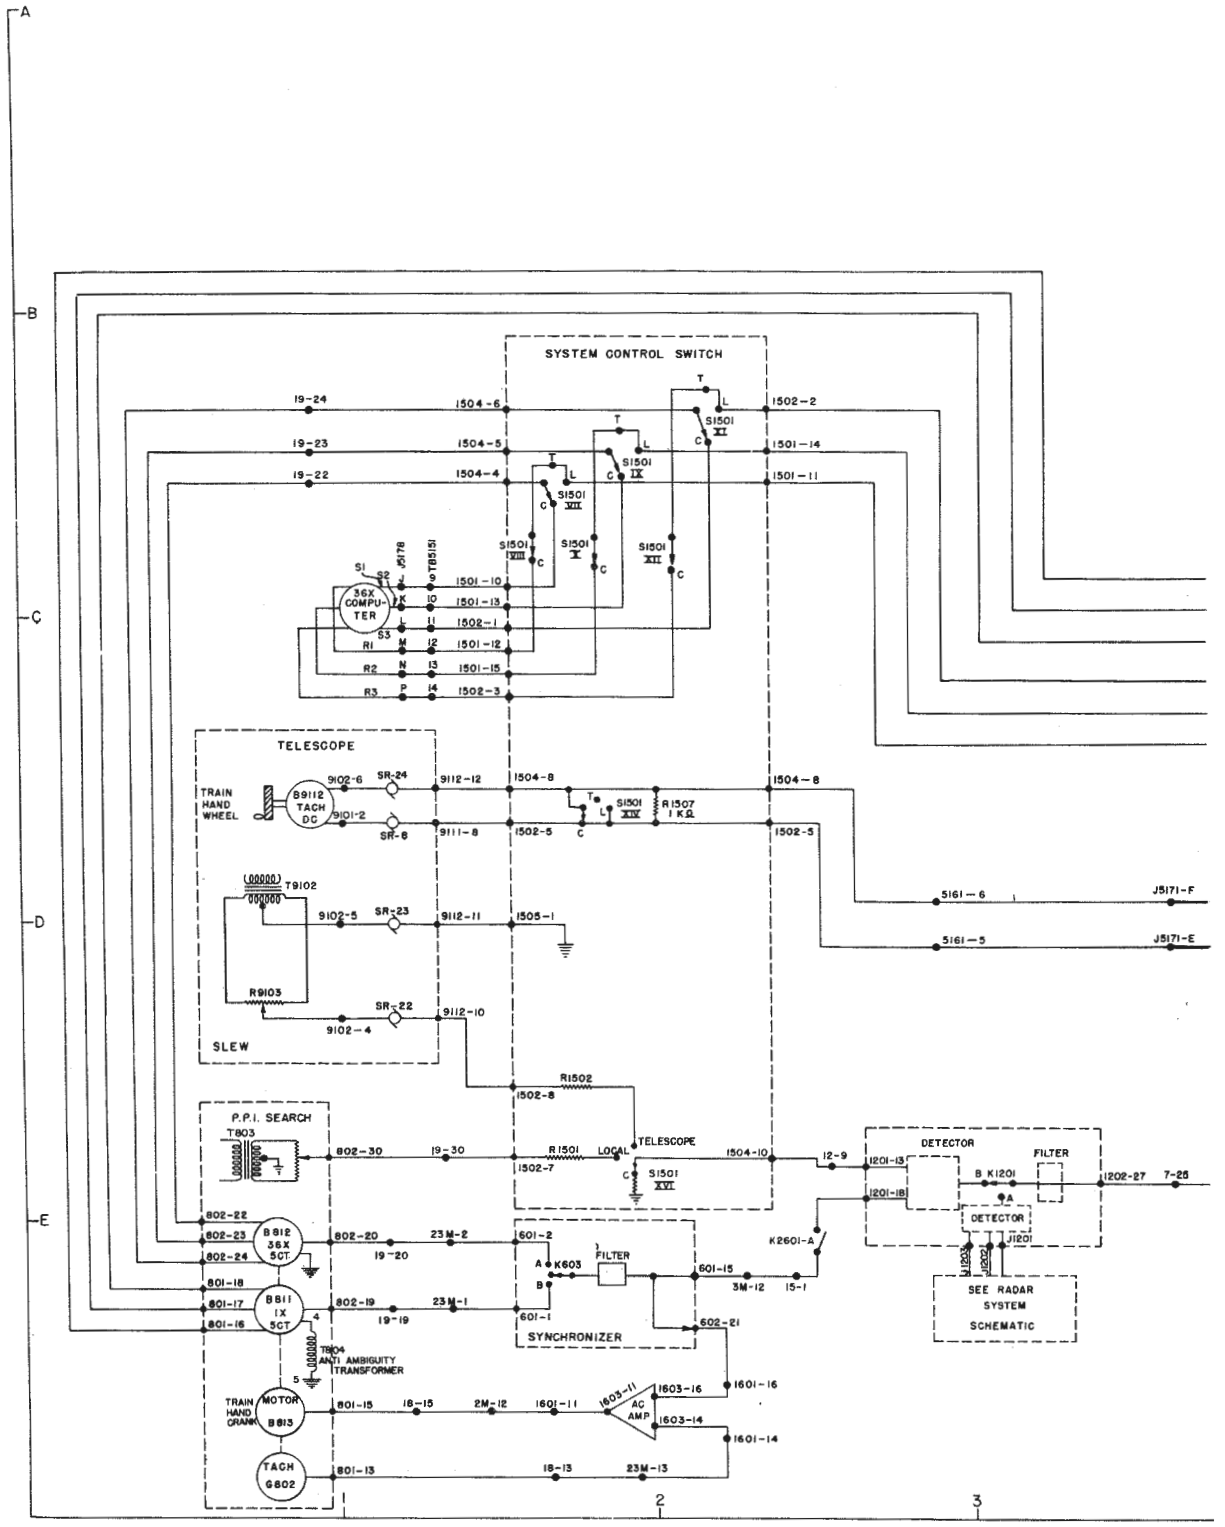 A
B
SYSTEM CONTROL SWITCH
T
19-24
1504-6
L
1502-2
S1501
XI
T
C
19-23
1504-5
L
1501-14
S1501
IX
T
C
19-22
1504-4
L
1501-11
S1501
VII
C
J5178
TB5151
S1501
VIII
C
S1501
X
C
S1501
XII
C
S1
S2
J
9
1501-10
36X
COMPU-
TER
K
10
1501-13
C
L
11
1502-1
S3
R1
M
12
1501-12
R2
N
13
1501-15
R3
P
14
1502-3
TELESCOPE
TRAIN
HAND
WHEEL
B9112
TACH
DC
9102-6
SR-24
9112-12
1504-8
1504-8
T
L
S1501
XIV
C
R1507
1 KΩ
9101-2
SR-8
9111-8
1502-5
1502-5
T9102
5161-6
J5171-F
D
9102-5
SR-23
9112-11
1505-1
5161-5
J5171-E
R9103
SR-22
9102-4
9112-10
SLEW
R1502
1502-8
P.P.I. SEARCH
T803
TELESCOPE
802-30
19-30
R1501
LOCAL
1504-10
1502-7
C
S1501
XVI
DETECTOR
FILTER
12-9
1201-13
B
K1201
1202-27
7-25
1201-18
A
DETECTOR
J1201
J1203
J1202
E
802-22
802-23
802-24
B812
36X
5CT
802-20
23M-2
19-20
601-2
FILTER
K2601-A
A
K603
B
601-15
3M-12
15-1
801-18
801-17
801-16
B811
1X
5CT
4
802-19
23M-1
19-19
601-1
SYNCHRONIZER
602-21
SEE RADAR
SYSTEM
SCHEMATIC
T804
ANTI AMBIGUITY
TRANSFORMER
5
TRAIN
HAND
CRANK
MOTOR
B813
801-15
18-15
2M-12
1601-11
1603-11
AC
AMP
1603-16
1601-16
1603-14
1601-14
TACH
G802
801-13
18-13
23M-13
2
3